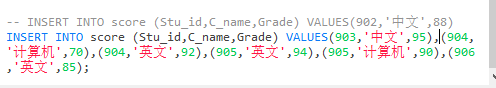 -- INSERT INTO score (Stu_id,C_name,Grade) VALUES(902,'中文',88)
INSERT INTO score (Stu_id,C_name,Grade) VALUES(903,'中文',95),(904,
'计算机',70),(904,'英文',92),(905,'英文',94),(905,'计算机',90),(906
,'英文',85);